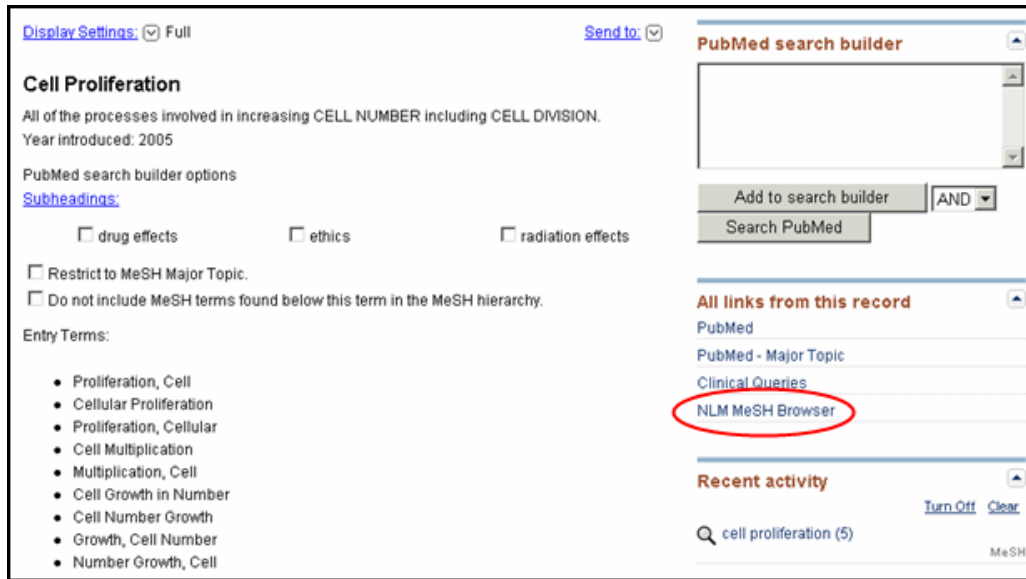 Display Settings: Full
Send to:
Cell Proliferation
All of the processes involved in increasing CELL NUMBER including CELL DIVISION.
Year introduced: 2005
PubMed search builder options
Subheadings:
drug effects ethics radiation effects
Restrict to MeSH Major Topic.
Do not include MeSH terms found below this term in the MeSH hierarchy.
Entry Terms:
• Proliferation, Cell
• Cellular Proliferation
• Proliferation, Cellular
• Cell Multiplication
• Multiplication, Cell
• Cell Growth in Number
• Cell Number Growth
• Growth, Cell Number
• Number Growth, Cell
PubMed search builder
Add to search builder AND
Search PubMed
All links from this record
PubMed
PubMed - Major Topic
Clinical Queries
NLM MeSH Browser
Recent activity
Turn Off Clear
cell proliferation (5)
MeSH